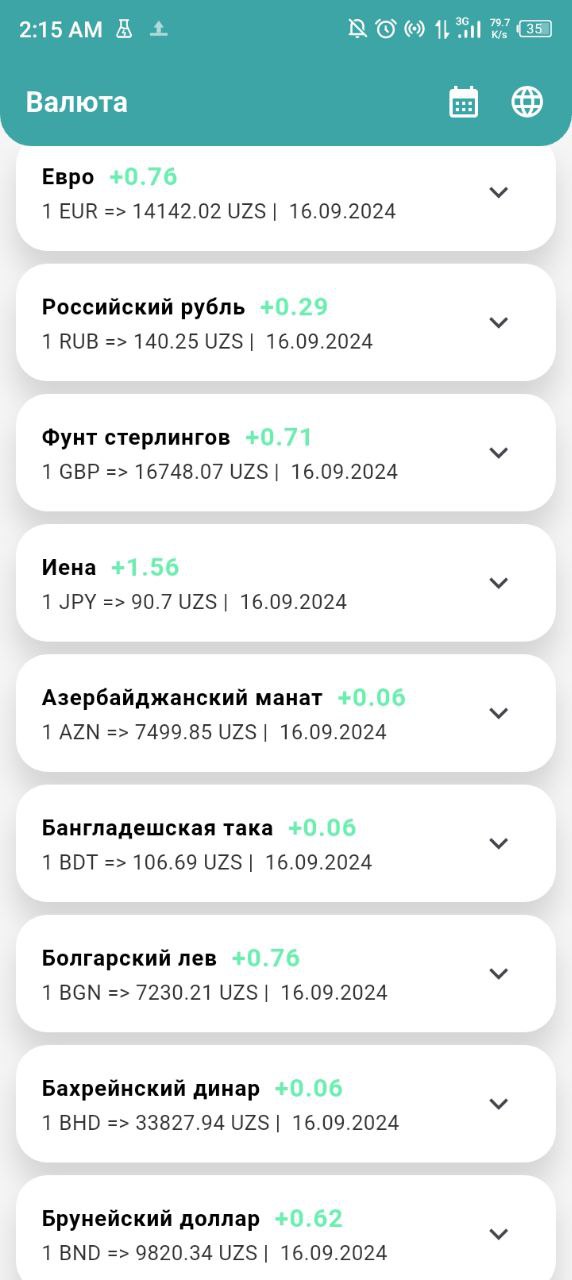 2:15 AM 3G 79.7 K/s 35
Валюта
Евро +0.76
1 EUR => 14142.02 UZS | 16.09.2024
Российский рубль +0.29
1 RUB => 140.25 UZS | 16.09.2024
Фунт стерлингов +0.71
1 GBP => 16748.07 UZS | 16.09.2024
Иена +1.56
1 JPY => 90.7 UZS | 16.09.2024
Азербайджанский манат +0.06
1 AZN => 7499.85 UZS | 16.09.2024
Бангладешская така +0.06
1 BDT => 106.69 UZS | 16.09.2024
Болгарский лев +0.76
1 BGN => 7230.21 UZS | 16.09.2024
Бахрейнский динар +0.06
1 BHD => 33827.94 UZS | 16.09.2024
Брунейский доллар +0.62
1 BND => 9820.34 UZS | 16.09.2024